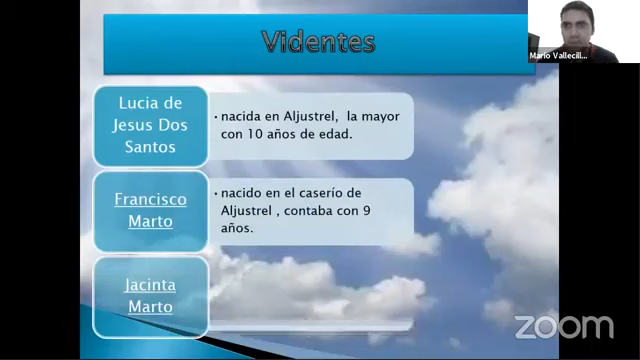 Videntes
Mario Vallecill...
Lucia de
Jesus Dos
Santos
• nacida en Aljustrel, la mayor
con 10 años de edad.
Francisco
Marto
• nacido en el caserío de
Aljustrel , contaba con 9
años.
Jacinta
Marto
zoom